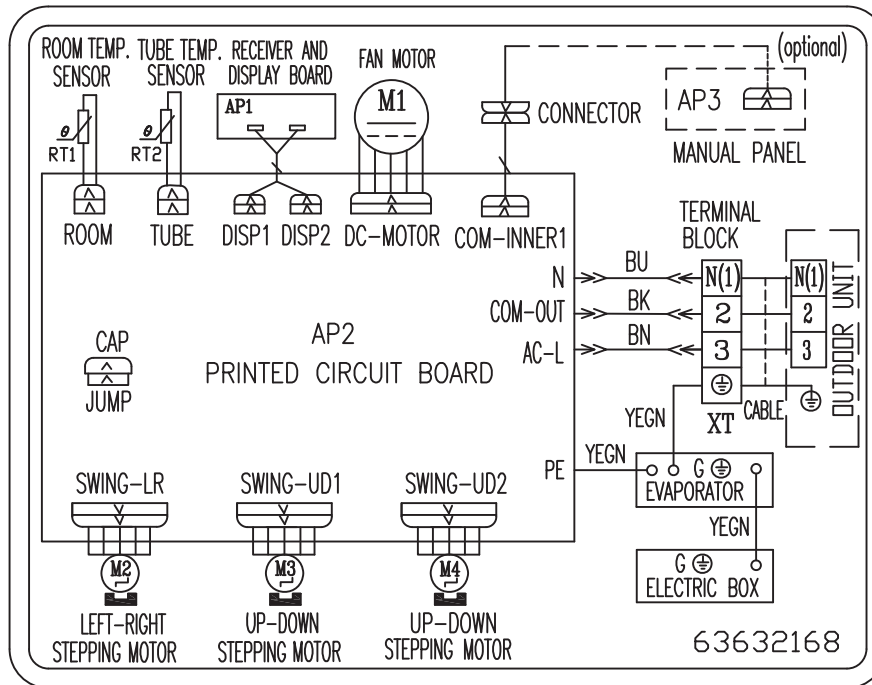 ROOM TEMP. SENSOR
TUBE TEMP. SENSOR
RECEIVER AND
DISPLAY BOARD
FAN MOTOR
(optional)
AP1
M1
CONNECTOR
AP3
MANUAL PANEL
θ
RT1
θ
RT2
ROOM
TUBE
DISP1
DISP2
DC-MOTOR
COM-INNER1
TERMINAL
BLOCK
N
BU
N(1)
N(1)
COM-OUT
BK
2
2
AC-L
BN
3
3
OUTDOOR UNIT
AP2
PRINTED CIRCUIT BOARD
CAP
JUMP
YEGN
XT
CABLE
PE
YEGN
G
EVAPORATOR
YEGN
G
ELECTRIC BOX
SWING-LR
SWING-UD1
SWING-UD2
M2
M3
M4
LEFT-RIGHT
STEPPING MOTOR
UP-DOWN
STEPPING MOTOR
UP-DOWN
STEPPING MOTOR
63632168